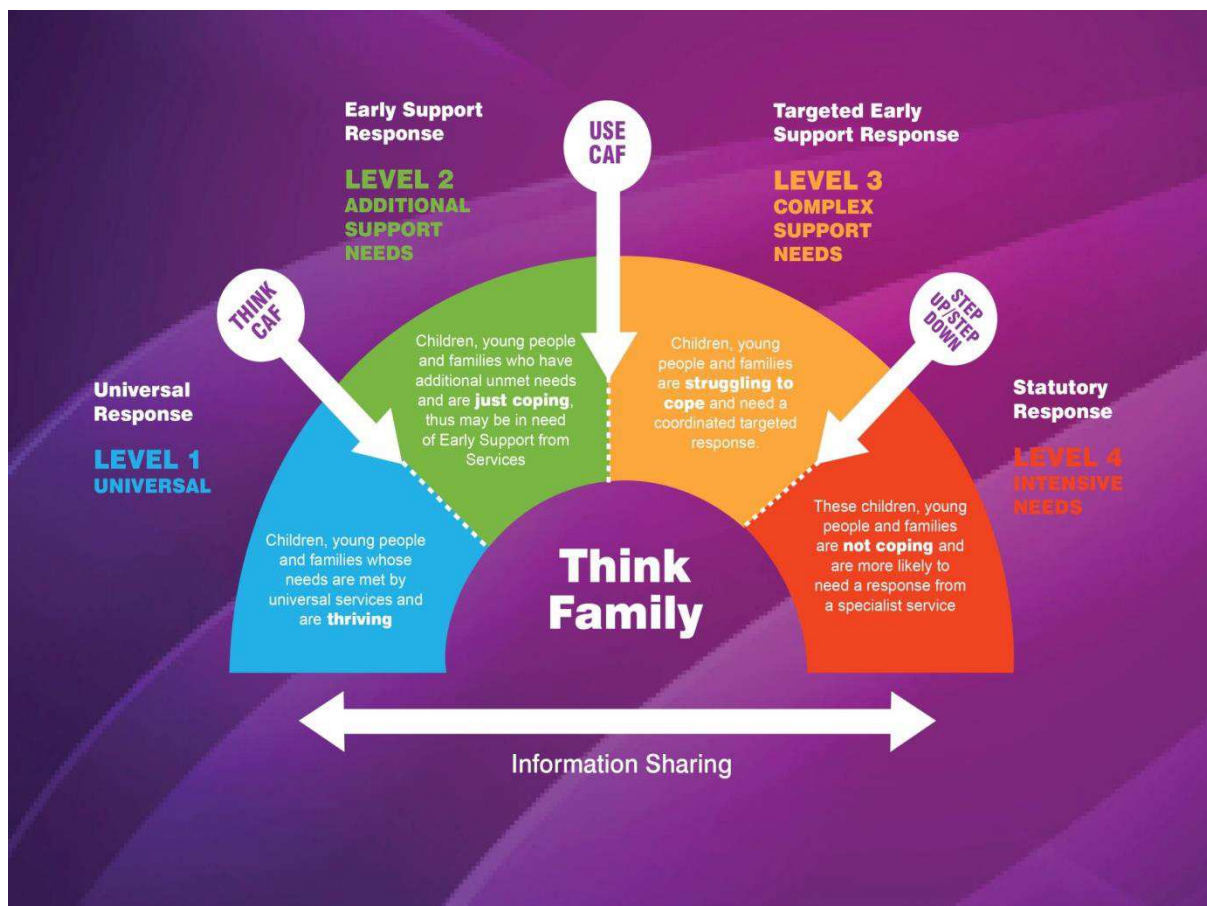 Early Support
Response
LEVEL 2
ADDITIONAL
SUPPORT
NEEDS
USE
CAF
Targeted Early
Support Response
LEVEL 3
COMPLEX
SUPPORT
NEEDS
THINK
CAF
STEP
UP/STEP
DOWN
Universal
Response
LEVEL 1
UNIVERSAL
Children, young people
and families who have
additional unmet needs
and are just coping,
thus may be in need
of Early Support from
Services
Children, young
people and families
are struggling to
cope and need a
coordinated targeted
response.
Statutory
Response
LEVEL 4
INTENSIVE
NEEDS
Children, young people
and families whose
needs are met by
universal services and
are thriving
These children, young
people and families
are not coping and
are more likely to
need a response from
a specialist service
Think
Family
Information Sharing